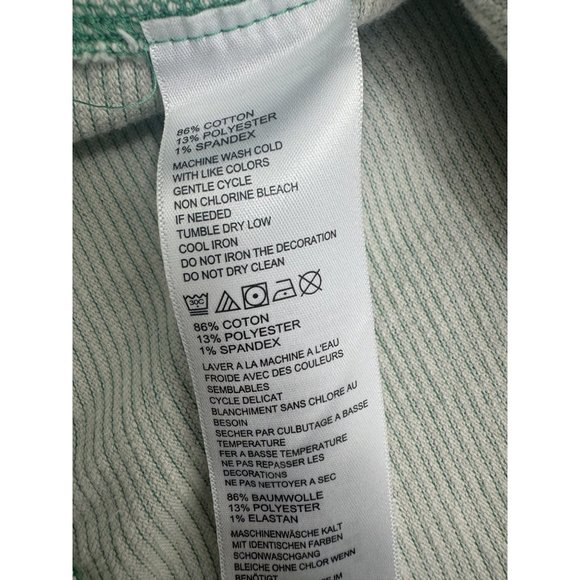 86% COTTON
13% POLYESTER
1% SPANDEX
MACHINE WASH COLD
WITH LIKE COLORS
GENTLE CYCLE
NON CHLORINE BLEACH
IF NEEDED
TUMBLE DRY LOW
COOL IRON
DO NOT IRON THE DECORATION
DO NOT DRY CLEAN
30C
86% COTON
13% POLYESTER
1% SPANDEX
LAVER A LA MACHINE A L'EAU
FROIDE AVEC DES COULEURS
SEMBLABLES
CYCLE DELICAT
BLANCHIMENT SANS CHLORE AU
BESOIN
SECHER PAR CULBUTAGE A BASSE
TEMPERATURE
FER A BASSE TEMPERATURE
NE PAS REPASSER LES
DECORATIONS
NE PAS NETTOYER A SEC
86% BAUMWOLLE
13% POLYESTER
1% ELASTAN
MASCHINENWÄSCHE KALT
MIT IDENTISCHEN FARBEN
SCHONWASCHGANG
BLEICHE OHNE CHLOR WENN
BENÖTIGT